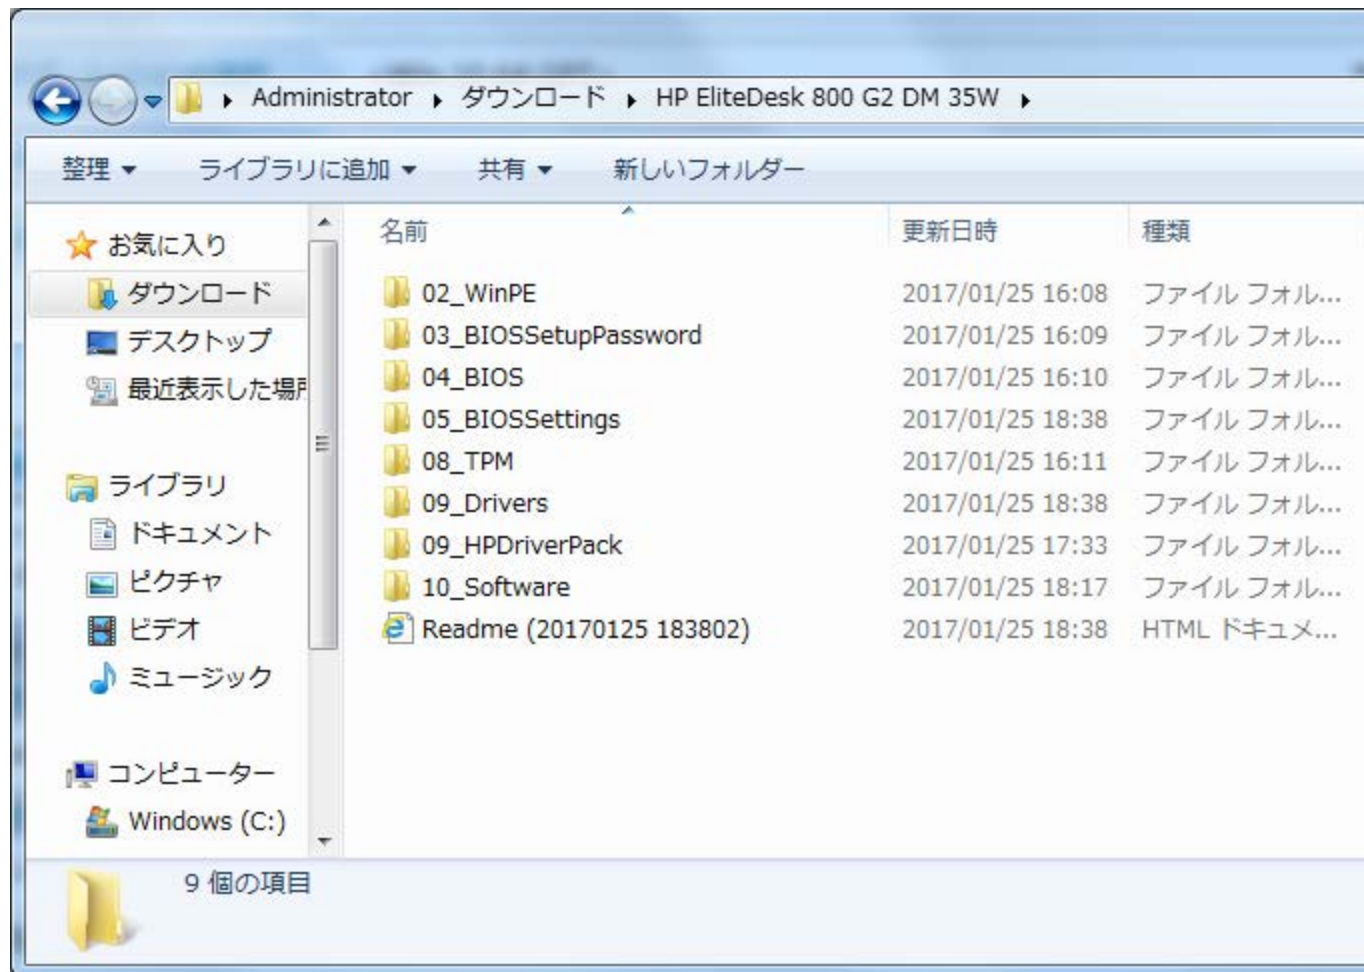 Administrator ▸ ダウンロード ▸ HP EliteDesk 800 G2 DM 35W ▸
整理 ▼ ライブラリに追加 ▼ 共有 ▼ 新しいフォルダー
お気に入り
ダウンロード
デスクトップ
最近表示した場所
ライブラリ
ドキュメント
ピクチャ
ビデオ
ミュージック
コンピューター
Windows (C:)
名前 更新日時 種類
02_WinPE 2017/01/25 16:08 ファイル フォル...
03_BIOSSetupPassword 2017/01/25 16:09 ファイル フォル...
04_BIOS 2017/01/25 16:10 ファイル フォル...
05_BIOSSettings 2017/01/25 18:38 ファイル フォル...
08_TPM 2017/01/25 16:11 ファイル フォル...
09_Drivers 2017/01/25 18:38 ファイル フォル...
09_HPDriverPack 2017/01/25 17:33 ファイル フォル...
10_Software 2017/01/25 18:17 ファイル フォル...
Readme (20170125 183802) 2017/01/25 18:38 HTML ドキュメ...
9 個の項目